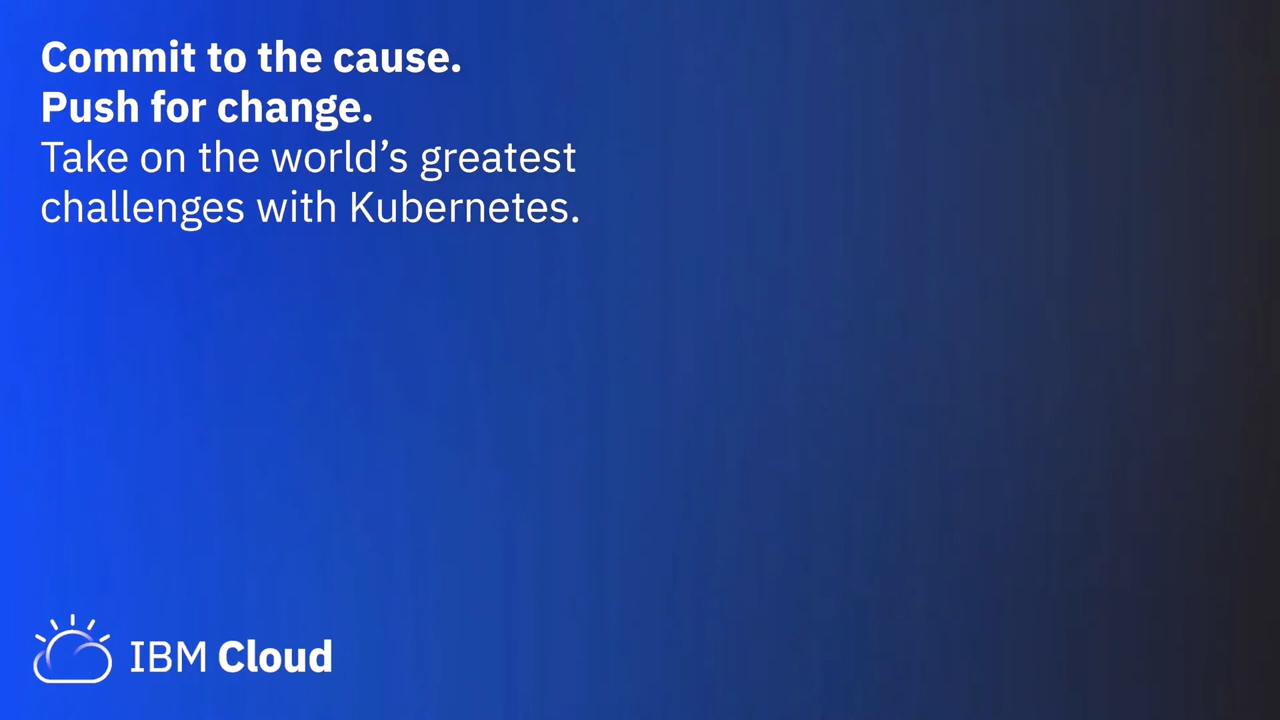 Commit to the cause.
Push for change.
Take on the world’s greatest
challenges with Kubernetes.
IBM Cloud